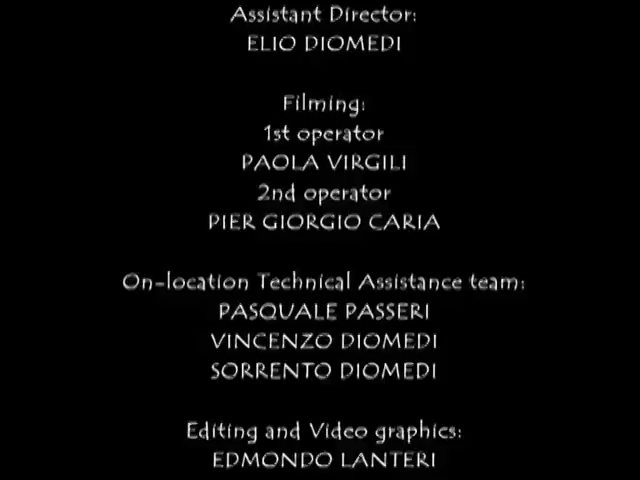 Assistant Director:
ELIO DIOMEDI
Filming:
1st operator
PAOLA VIRGILI
2nd operator
PIER GIORGIO CARIA
On-location Technical Assistance team:
PASQUALE PASSERI
VINCENZO DIOMEDI
SORRENTO DIOMEDI
Editing and Video graphics:
EDMONDO LANTERI